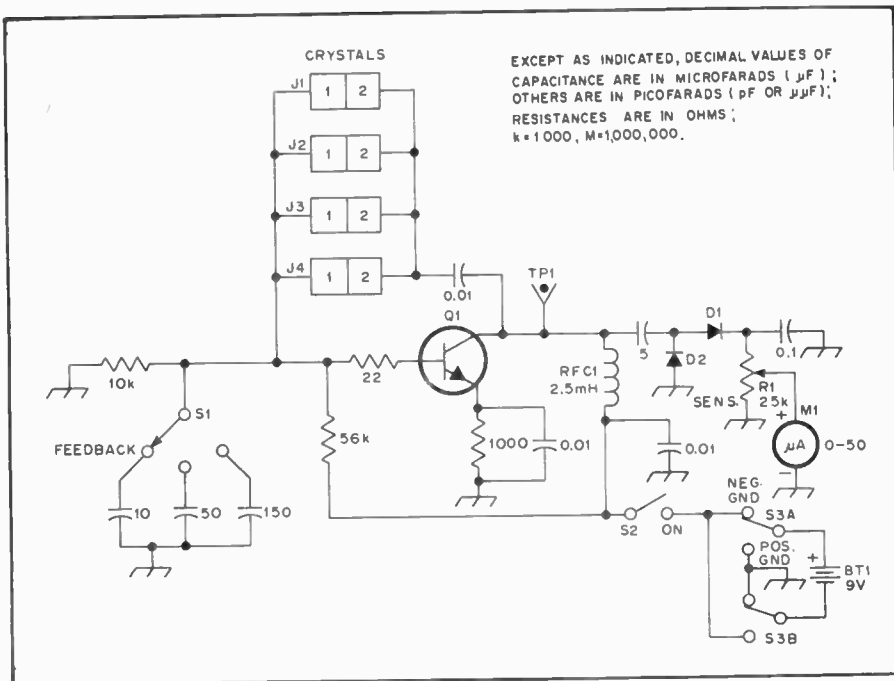 CRYSTALS
EXCEPT AS INDICATED, DECIMAL VALUES OF
CAPACITANCE ARE IN MICROFARADS ( µF ) ;
OTHERS ARE IN PICOFARADS ( pF OR µµF);
RESISTANCES ARE IN OHMS ;
k=1000, M=1,000,000.
J1
1 2
J2
1 2
J3
1 2
J4
1 2
0.01
TP1
Q1
D1
10k
22
RFC1
2.5mH
5
D2
0.1
SENS.
R1
25k
M1
S1
FEEDBACK
56k
1000
0.01
0.01
+
µA
0-50
–
10
50
150
S2
ON
NEG.
GND
S3A
POS.
GND
+
BT1
9V
S3B